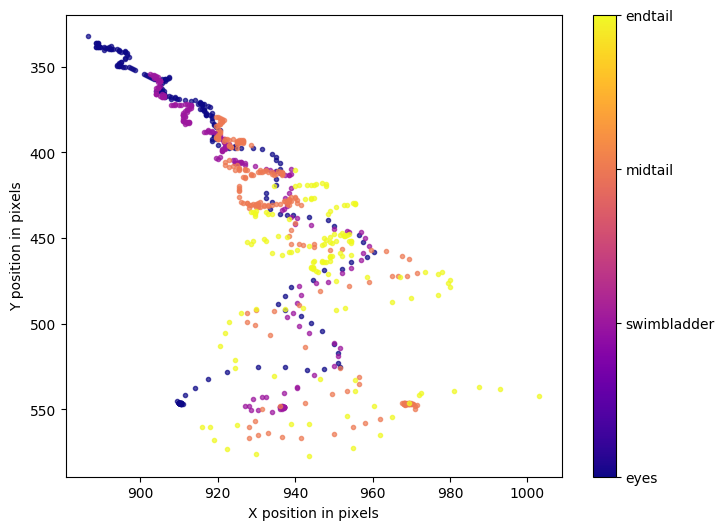 350
400
450
500
550
Y position in pixels
900
920
940
960
980
1000
X position in pixels
endtail
midtail
swimbladder
eyes